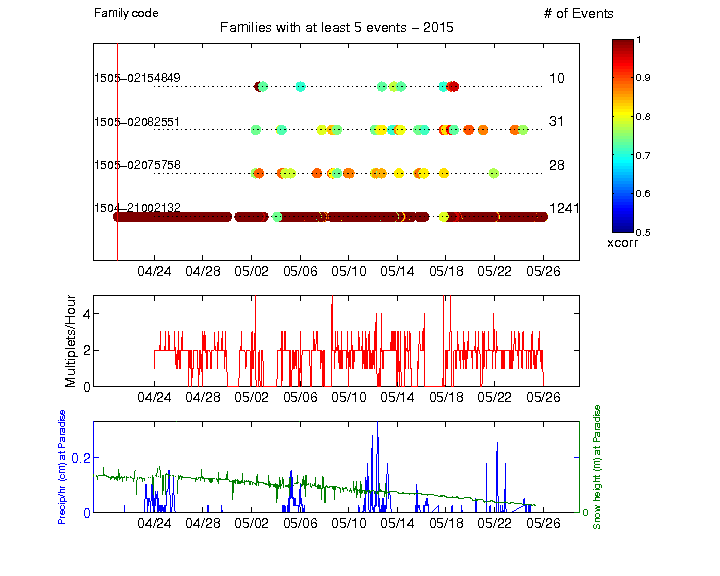 Family code
# of Events
Families with at least 5 events − 2015
1505−02154849
10
1505−02082551
31
1505−02075758
28
1504−21002132
1241
04/24 04/28 05/02 05/06 05/10 05/14 05/18 05/22 05/26
1
0.9
0.8
0.7
0.6
0.5
xcorr
Multiplets/Hour
4
2
0
04/24 04/28 05/02 05/06 05/10 05/14 05/18 05/22 05/26
Precip/hr (cm) at Paradise
0.2
0
0
Snow height (m) at Paradise
04/24 04/28 05/02 05/06 05/10 05/14 05/18 05/22 05/26